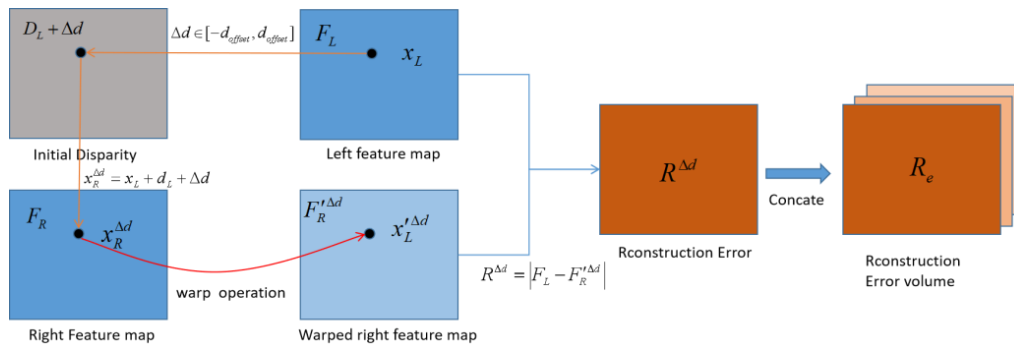 D_L + Δd
Δd ∈ [-d_offset, d_offset]
F_L
x_L
Initial Disparity
Left feature map
x_R^Δd = x_L + d_L + Δd
F_R
x_R^Δd
F'_R^Δd
x'_L^Δd
warp operation
Right Feature map
Warped right feature map
R^Δd
Rconstruction Error
R^Δd = |F_L − F'_R^Δd|
Concate
R_e
Rconstruction
Error volume